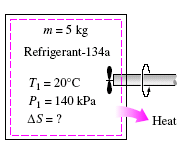 m = 5 kg
Refrigerant-134a
T₁ = 20°C
P₁ = 140 kPa
ΔS = ?
Heat